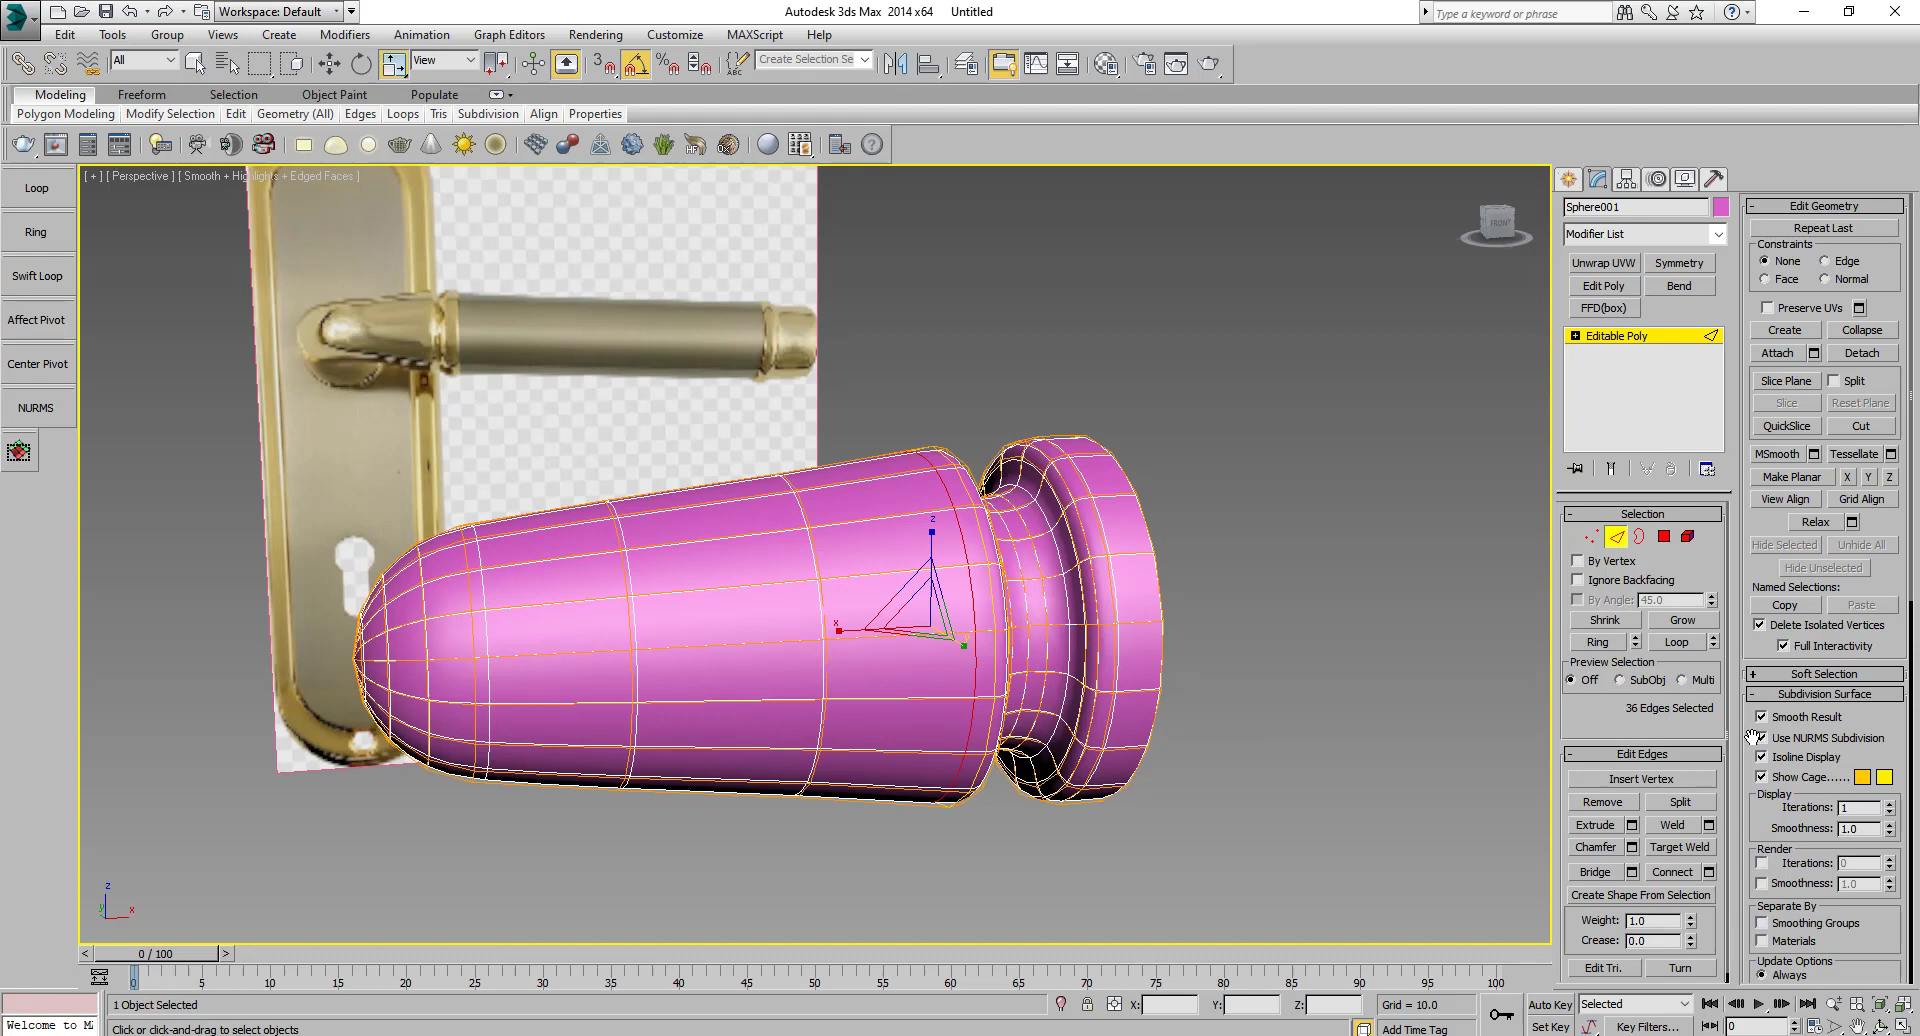 Workspace: Default
Autodesk 3ds Max 2014 x64 Untitled
Type a keyword or phrase
Edit Tools Group Views Create Modifiers Animation Graph Editors Rendering Customize MAXScript Help
All
View
3
Create Selection Se
Modeling Freeform Selection Object Paint Populate
Polygon Modeling Modify Selection Edit Geometry (All) Edges Loops Tris Subdivision Align Properties
Loop
Ring
Swift Loop
Affect Pivot
Center Pivot
NURMS
[ + ] [ Perspective ] [ Smooth + Highlights + Edged Faces ]
FRONT
z
x
z
y
x
Sphere001
Modifier List
Unwrap UVW Symmetry
Edit Poly Bend
FFD(box)
Editable Poly
Selection
By Vertex
Ignore Backfacing
By Angle: 45.0
Shrink Grow
Ring Loop
Preview Selection
Off SubObj Multi
36 Edges Selected
Edit Edges
Insert Vertex
Remove Split
Extrude Weld
Chamfer Target Weld
Bridge Connect
Create Shape From Selection
Weight: 1.0
Crease: 0.0
Edit Tri. Turn
Edit Geometry
Repeat Last
Constraints
None Edge
Face Normal
Preserve UVs
Create Collapse
Attach Detach
Slice Plane Split
Slice Reset Plane
QuickSlice Cut
MSmooth Tessellate
Make Planar X Y Z
View Align Grid Align
Relax
Hide Selected Unhide All
Hide Unselected
Named Selections:
Copy Paste
Delete Isolated Vertices
Full Interactivity
Soft Selection
Subdivision Surface
Smooth Result
Use NURMS Subdivision
Isoline Display
Show Cage......
Display
Iterations: 1
Smoothness: 1.0
Render
Iterations: 0
Smoothness: 1.0
Separate By
Smoothing Groups
Materials
Update Options
Always
< 0 / 100 >
0 5 10 15 20 25 30 35 40 45 50 55 60 65 70 75 80 85 90 95 100
1 Object Selected
X: Y: Z: Grid = 10.0
Auto Key Selected
Welcome to
Click or click-and-drag to select objects
Add Time Tag
Set Key Key Filters... 0